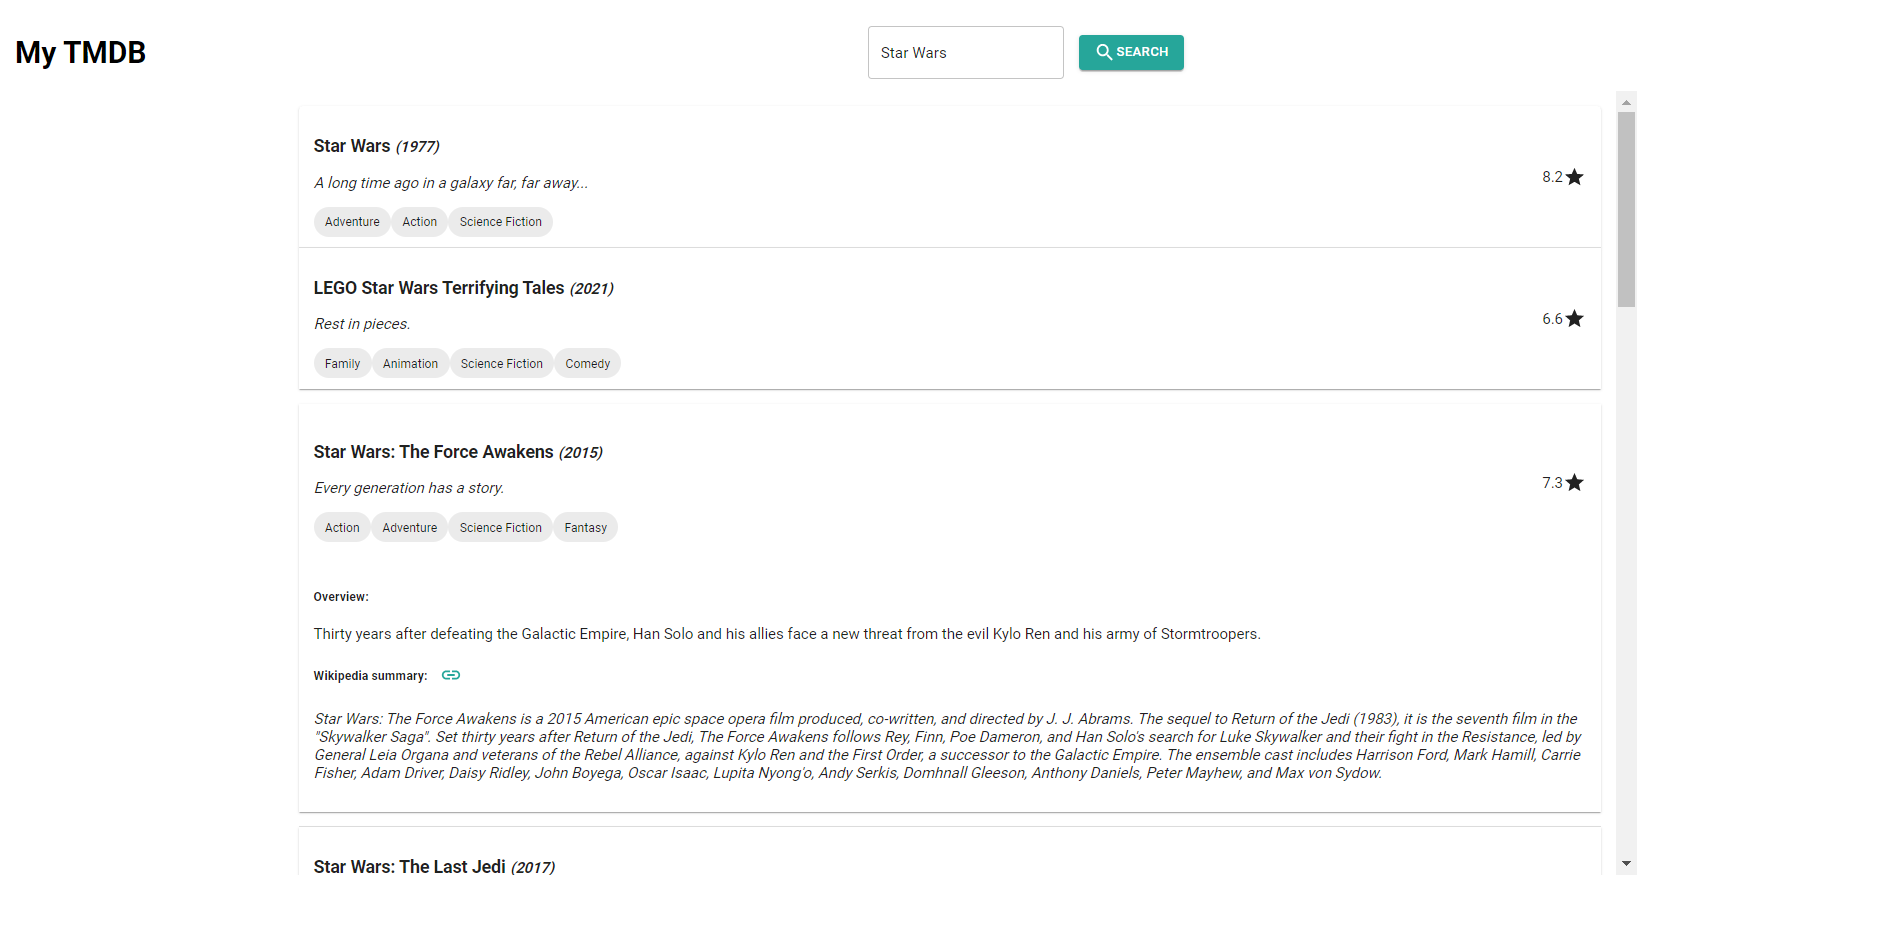 My TMDB
Star Wars
SEARCH
Star Wars (1977)
A long time ago in a galaxy far, far away...
8.2
Adventure Action Science Fiction
LEGO Star Wars Terrifying Tales (2021)
Rest in pieces.
6.6
Family Animation Science Fiction Comedy
Star Wars: The Force Awakens (2015)
Every generation has a story.
7.3
Action Adventure Science Fiction Fantasy
Overview:
Thirty years after defeating the Galactic Empire, Han Solo and his allies face a new threat from the evil Kylo Ren and his army of Stormtroopers.
Wikipedia summary:
Star Wars: The Force Awakens is a 2015 American epic space opera film produced, co-written, and directed by J. J. Abrams. The sequel to Return of the Jedi (1983), it is the seventh film in the
"Skywalker Saga". Set thirty years after Return of the Jedi, The Force Awakens follows Rey, Finn, Poe Dameron, and Han Solo's search for Luke Skywalker and their fight in the Resistance, led by
General Leia Organa and veterans of the Rebel Alliance, against Kylo Ren and the First Order, a successor to the Galactic Empire. The ensemble cast includes Harrison Ford, Mark Hamill, Carrie
Fisher, Adam Driver, Daisy Ridley, John Boyega, Oscar Isaac, Lupita Nyong'o, Andy Serkis, Domhnall Gleeson, Anthony Daniels, Peter Mayhew, and Max von Sydow.
Star Wars: The Last Jedi (2017)